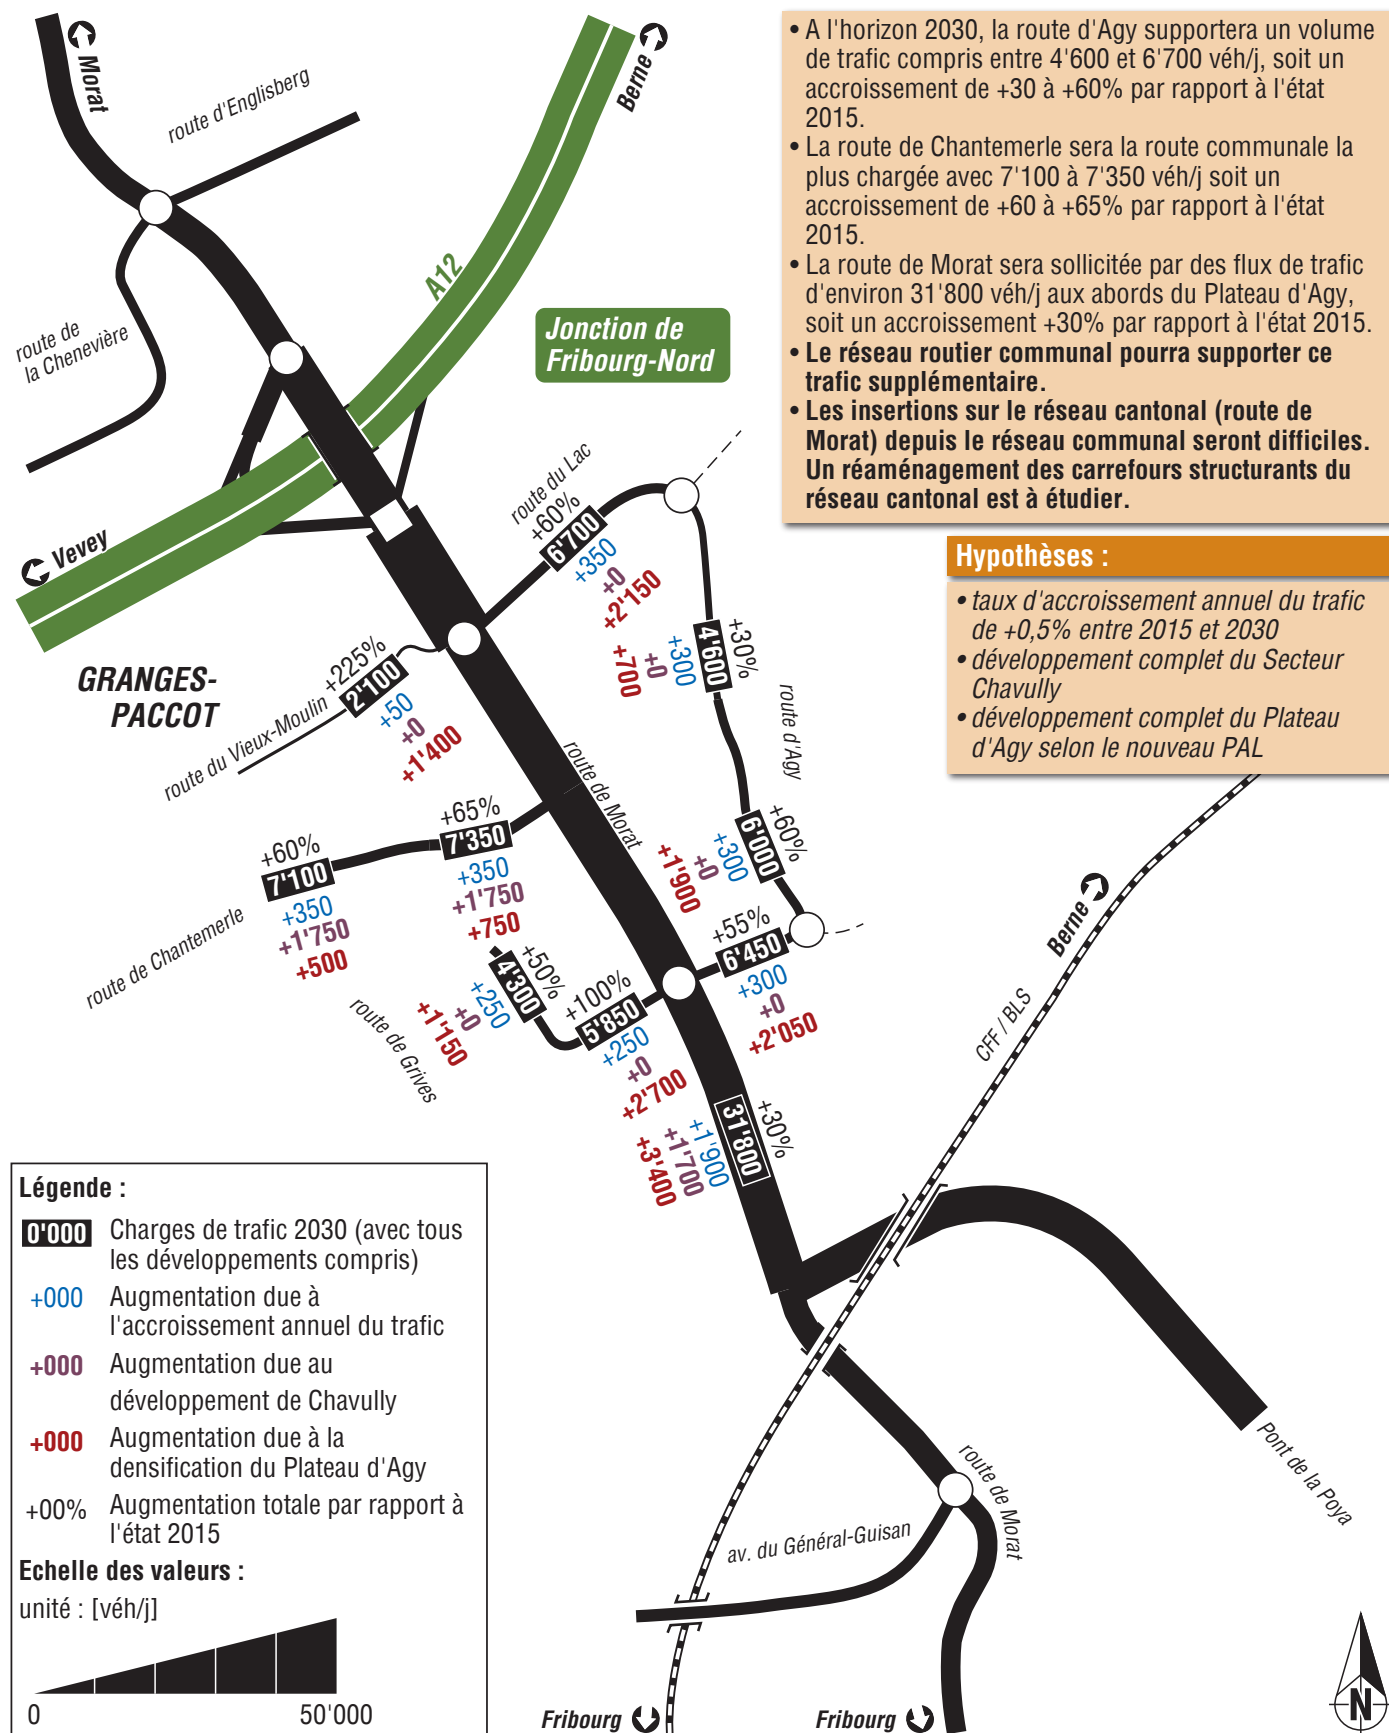 Morat
route d'Englisberg
Berne
A12
route de
la Chenevière
Jonction de
Fribourg-Nord
Vevey
GRANGES-
PACCOT
• A l'horizon 2030, la route d'Agy supportera un volume
de trafic compris entre 4'600 et 6'700 véh/j, soit un
accroissement de +30 à +60% par rapport à l'état
2015.
• La route de Chantemerle sera la route communale la
plus chargée avec 7'100 à 7'350 véh/j soit un
accroissement de +60 à +65% par rapport à l'état
2015.
• La route de Morat sera sollicitée par des flux de trafic
d'environ 31'800 véh/j aux abords du Plateau d'Agy,
soit un accroissement +30% par rapport à l'état 2015.
• Le réseau routier communal pourra supporter ce
trafic supplémentaire.
• Les insertions sur le réseau cantonal (route de
Morat) depuis le réseau communal seront difficiles.
Un réaménagement des carrefours structurants du
réseau cantonal est à étudier.
Hypothèses :
• taux d'accroissement annuel du trafic
de +0,5% entre 2015 et 2030
• développement complet du Secteur
Chavully
• développement complet du Plateau
d'Agy selon le nouveau PAL
route du Lac
+60%
6'700
+350
+0
+2'150
+30%
4'600
+300
+0
+700
route d'Agy
+225%
2'100
+50
+0
+1'400
route du Vieux-Moulin
route de Morat
+65%
7'350
+350
+1'750
+750
+60%
7'100
+350
+1'750
+500
route de Chantemerle
+60%
6'000
+300
+0
+1'900
+55%
6'450
+300
+0
+2'050
+50%
4'300
+250
+0
+1'150
route de Grives
+100%
5'850
+250
+0
+2'700
+30%
31'800
+1'900
+1'700
+3'400
Berne
CFF / BLS
Pont de la Poya
route de Morat
av. du Général-Guisan
Fribourg
Fribourg
N
Légende :
0'000 Charges de trafic 2030 (avec tous
les développements compris)
+000 Augmentation due à
l'accroissement annuel du trafic
+000 Augmentation due au
développement de Chavully
+000 Augmentation due à la
densification du Plateau d'Agy
+00% Augmentation totale par rapport à
l'état 2015
Echelle des valeurs :
unité : [véh/j]
0 50'000